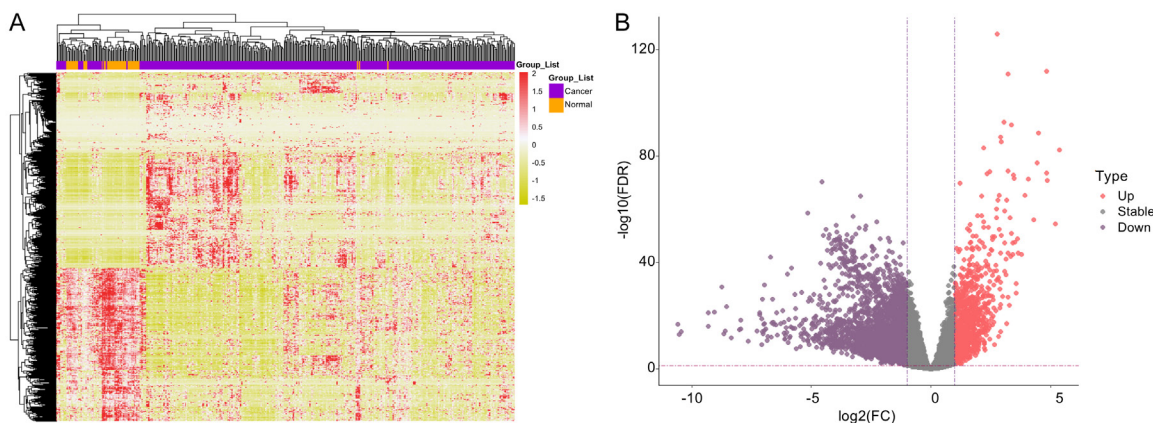 A
Group_List
2
1.5
1
0.5
0
-0.5
-1
-1.5
Group_List
Cancer
Normal
B
120
80
40
0
-log10(FDR)
-10
-5
0
5
log2(FC)
Type
Up
Stable
Down